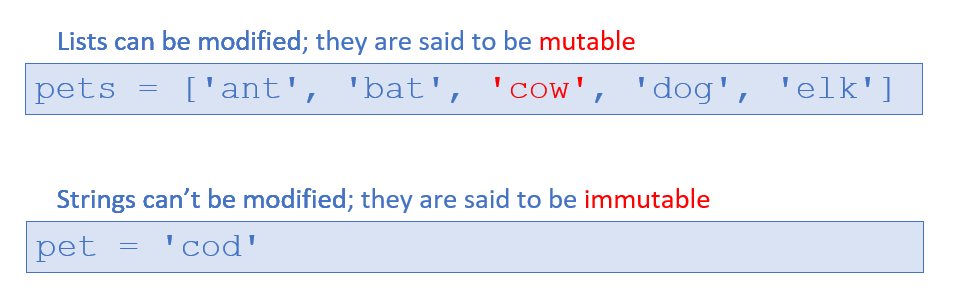 Lists can be modified; they are said to be mutable
pets = ['ant', 'bat', 'cow', 'dog', 'elk']
Strings can’t be modified; they are said to be immutable
pet = 'cod'